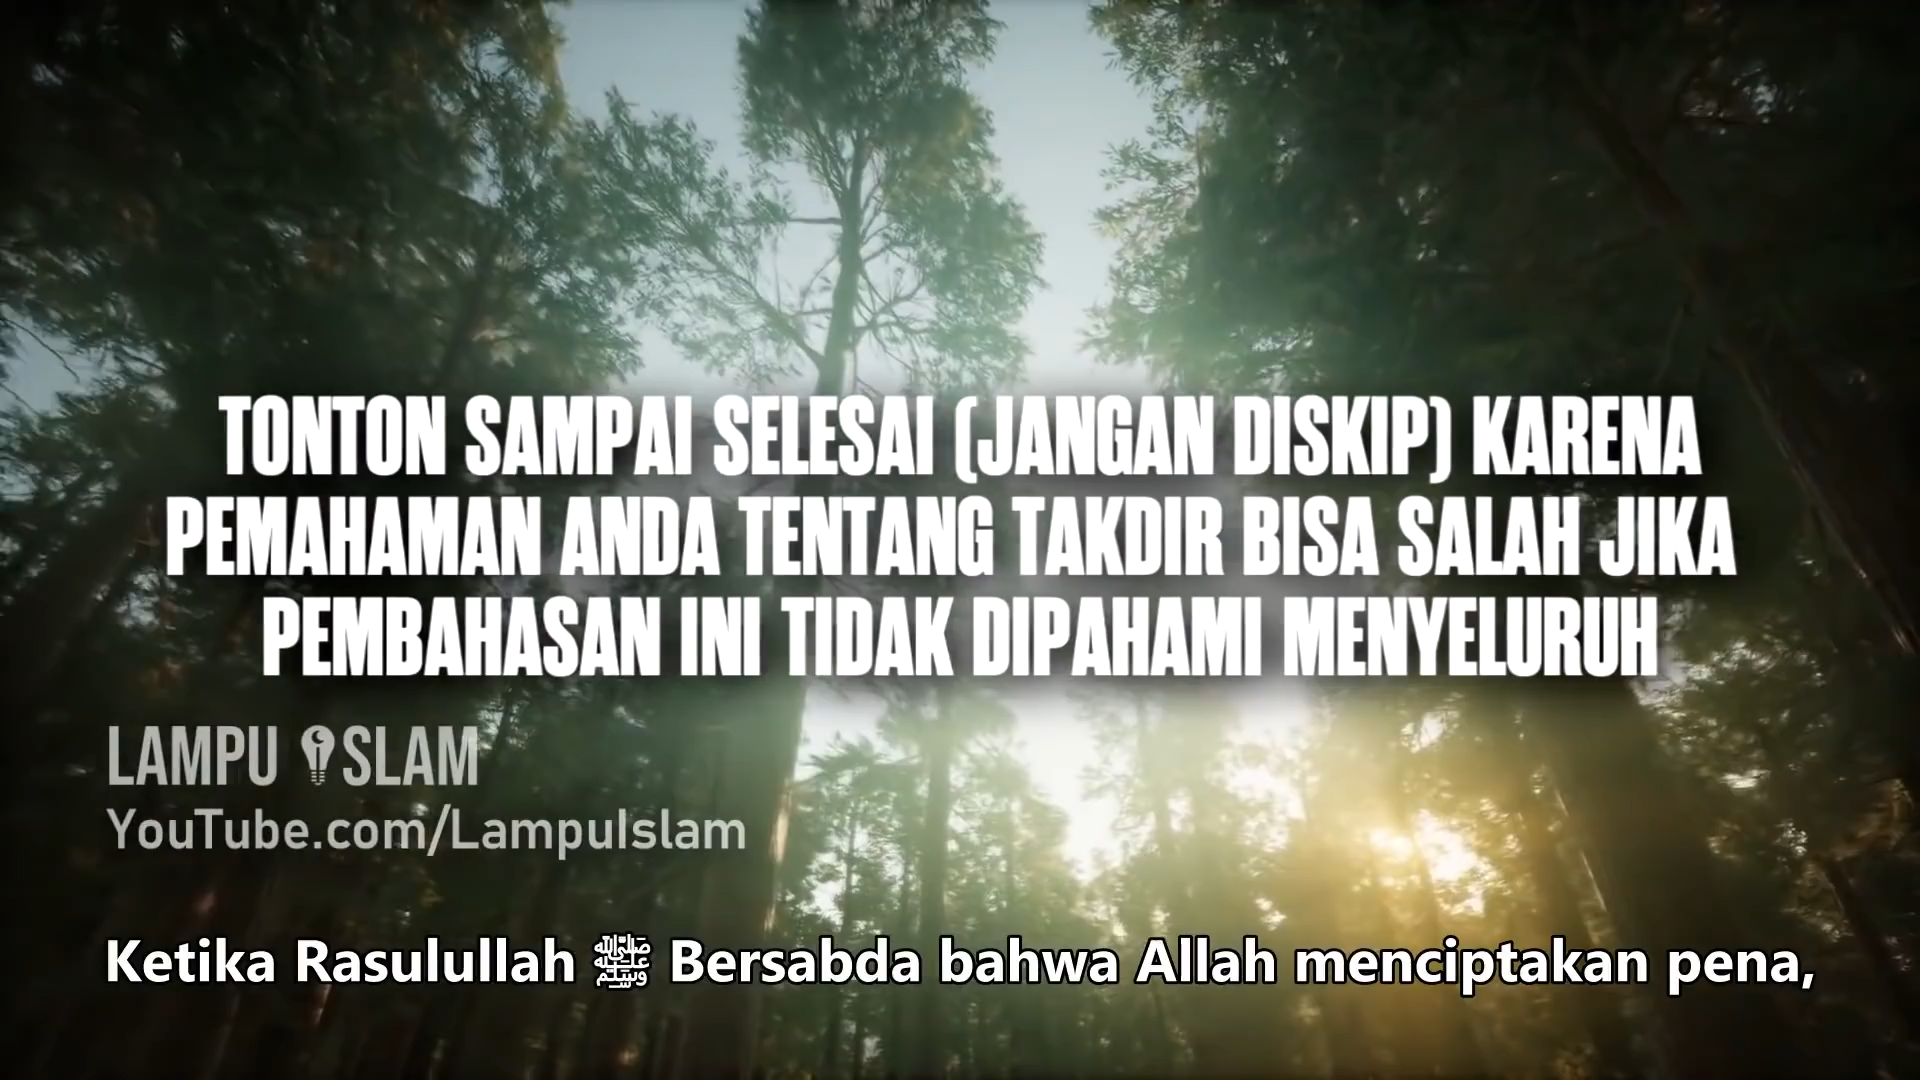 TONTON SAMPAI SELESAI (JANGAN DISKIP) KARENA
PEMAHAMAN ANDA TENTANG TAKDIR BISA SALAH JIKA
PEMBAHASAN INI TIDAK DIPAHAMI MENYELURUH
LAMPU ISLAM
YouTube.com/LampuIslam
Ketika Rasulullah ﷺ Bersabda bahwa Allah menciptakan pena,